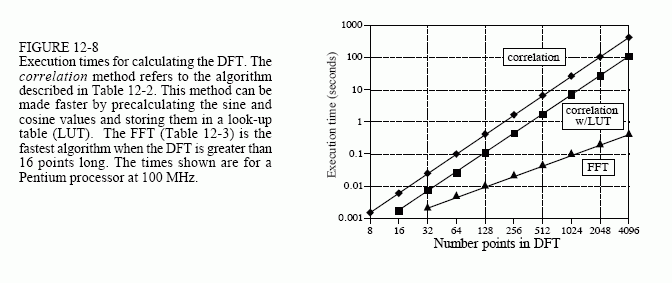 FIGURE 12-8
Execution times for calculating the DFT. The
correlation method refers to the algorithm
described in Table 12-2. This method can be
made faster by precalculating the sine and
cosine values and storing them in a look-up
table (LUT). The FFT (Table 12-3) is the
fastest algorithm when the DFT is greater than
16 points long. The times shown are for a
Pentium processor at 100 MHz.
Execution time (seconds)
1000
100
10
1
0.1
0.01
0.001
correlation
correlation
w/LUT
FFT
8 16 32 64 128 256 512 1024 2048 4096
Number points in DFT